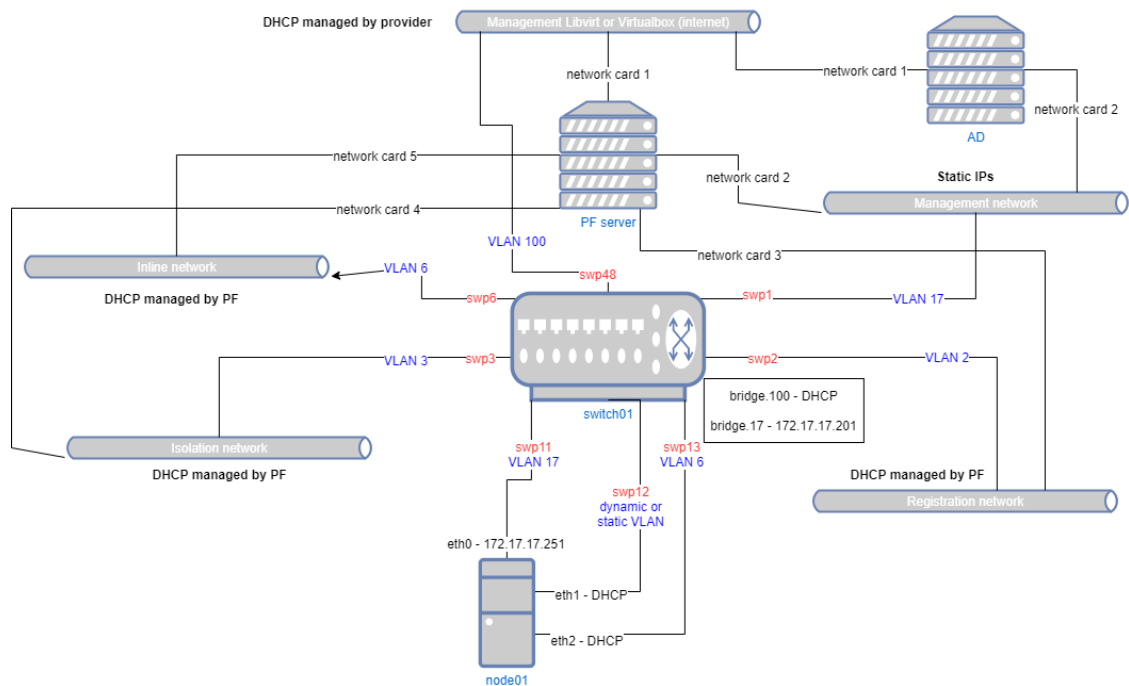 DHCP managed by provider
Management Libvirt or Virtualbox (internet)
network card 1
network card 1
network card 2
AD
network card 5
network card 2
Static IPs
Management network
network card 4
PF server
VLAN 100
network card 3
Inline network
VLAN 6
swp48
DHCP managed by PF
swp6
swp1
VLAN 17
VLAN 3
swp3
swp2
VLAN 2
bridge.100 - DHCP
switch01
bridge.17 - 172.17.17.201
Isolation network
swp11
VLAN 17
swp13
VLAN 6
DHCP managed by PF
DHCP managed by PF
swp12
dynamic or
static VLAN
Registration network
eth0 - 172.17.17.251
eth1 - DHCP
eth2 - DHCP
node01